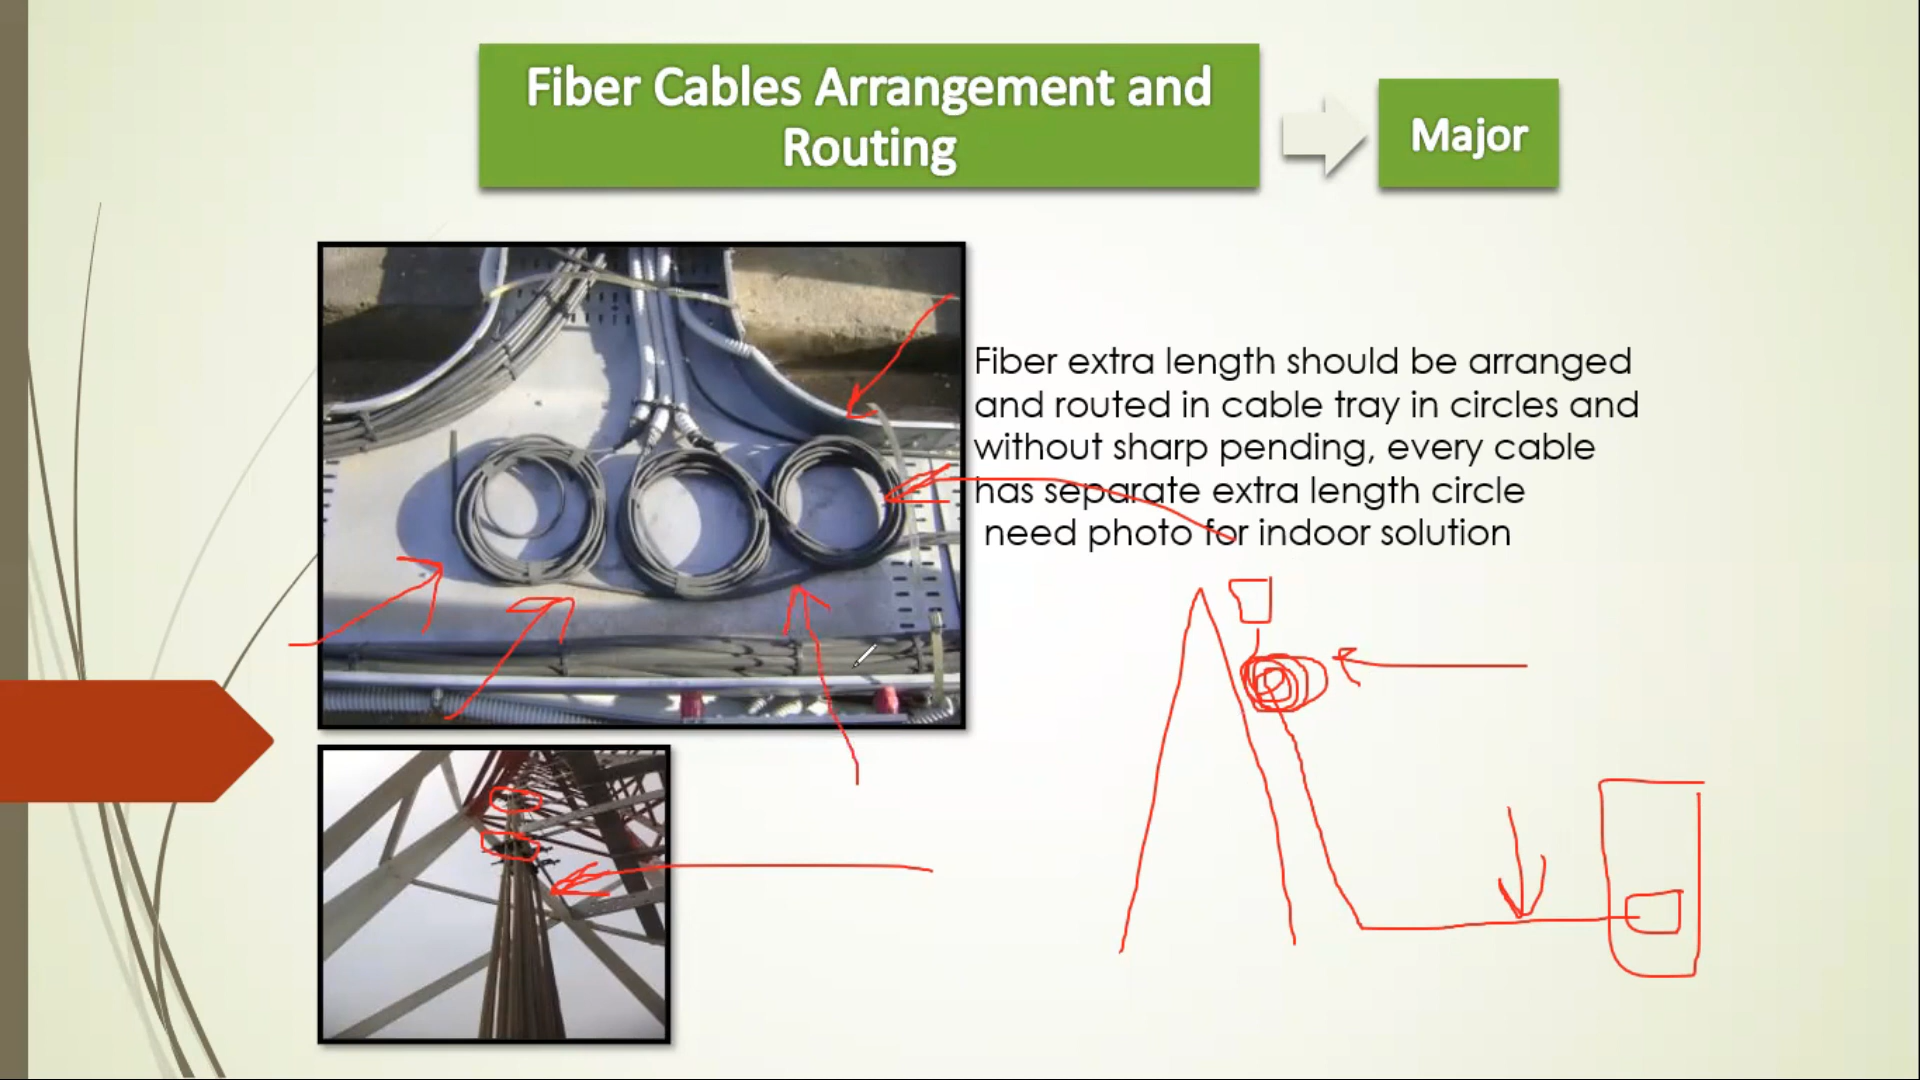 Fiber Cables Arrangement and
Routing
Major
Fiber extra length should be arranged
and routed in cable tray in circles and
without sharp pending, every cable
has separate extra length circle
need photo for indoor solution